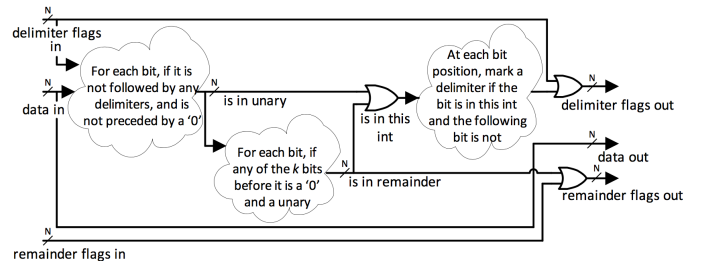 N
delimiter flags
in
N
data in
For each bit, if it is
not followed by any
delimiters, and is
not preceded by a ‘0’
N
is in unary
For each bit, if
any of the k bits
before it is a ‘0’
and a unary
N
is in remainder
is in this
int
At each bit
position, mark a
delimiter if the
bit is in this int
and the following
bit is not
N
delimiter flags out
N
data out
N
remainder flags out
N
remainder flags in